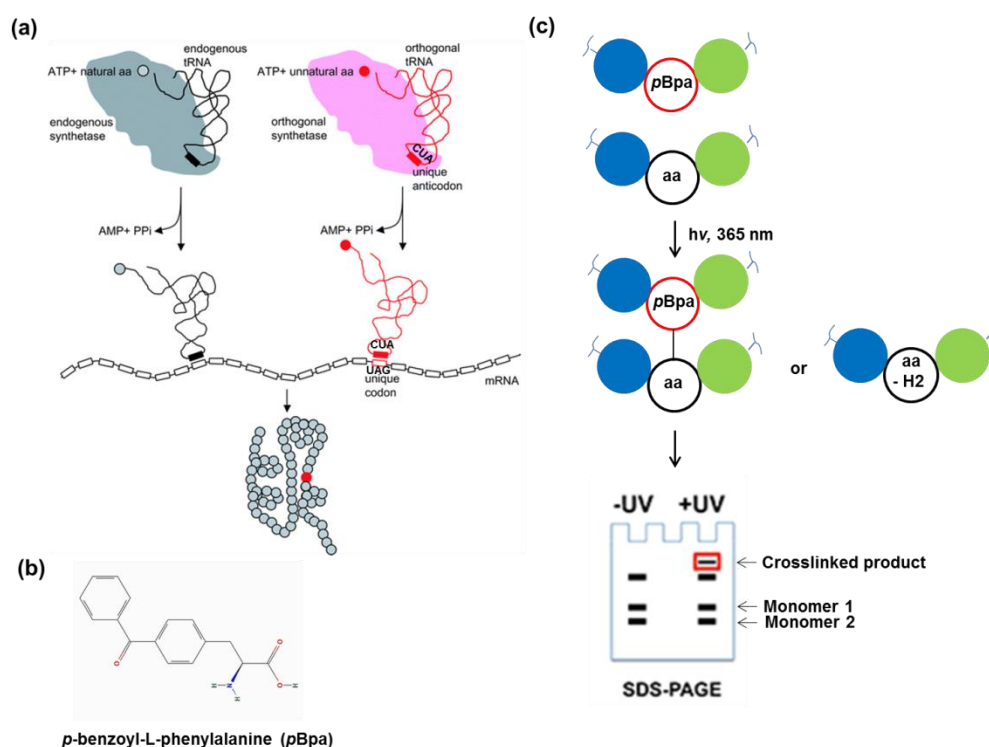 (a)
endogenous
tRNA
ATP+ natural aa
endogenous
synthetase
orthogonal
tRNA
ATP+ unnatural aa
orthogonal
synthetase
CUA
unique
anticodon
AMP+ PPi
AMP+ PPi
CUA
UAG
unique
codon
mRNA
(b)
O
N
H
H
O
O
H
p-benzoyl-L-phenylalanine (pBpa)
(c)
pBpa
aa
hv, 365 nm
pBpa
aa
or
aa
- H2
-UV +UV
Crosslinked product
Monomer 1
Monomer 2
SDS-PAGE